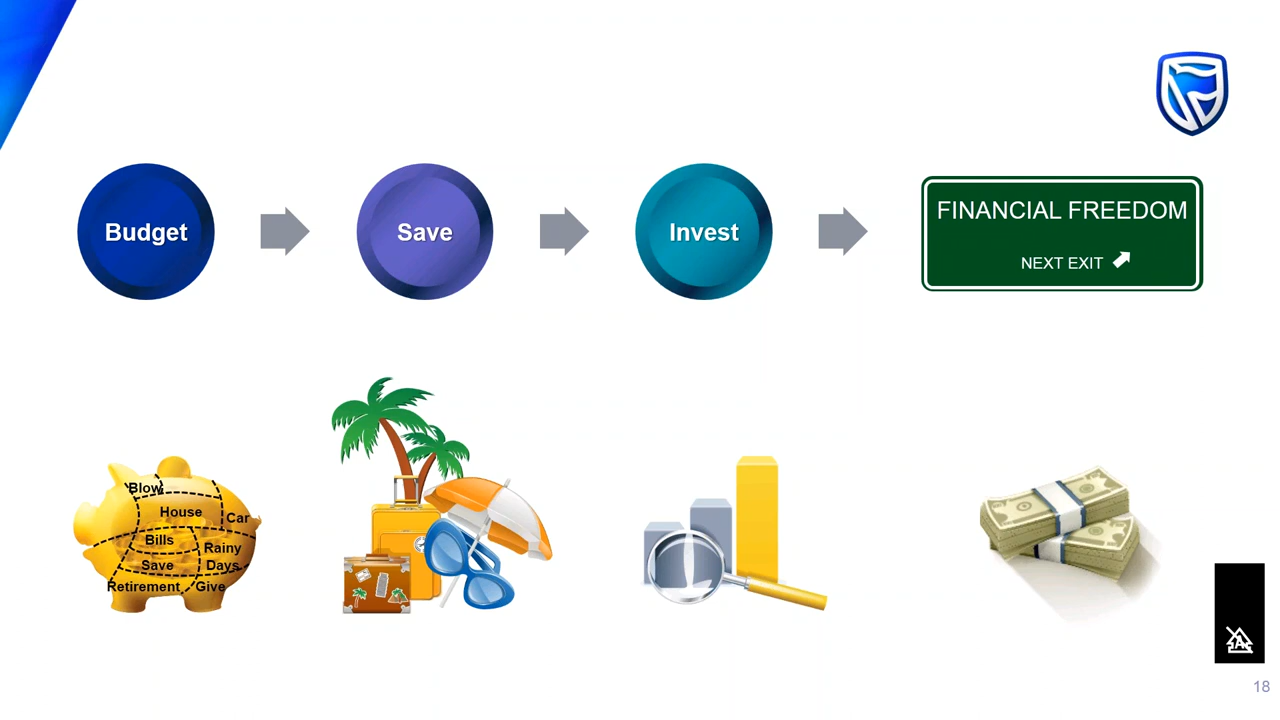 Budget
Save
Invest
FINANCIAL FREEDOM
NEXT EXIT
Blow
House
Car
Bills
Rainy
Save
Days
Retirement
Give
18